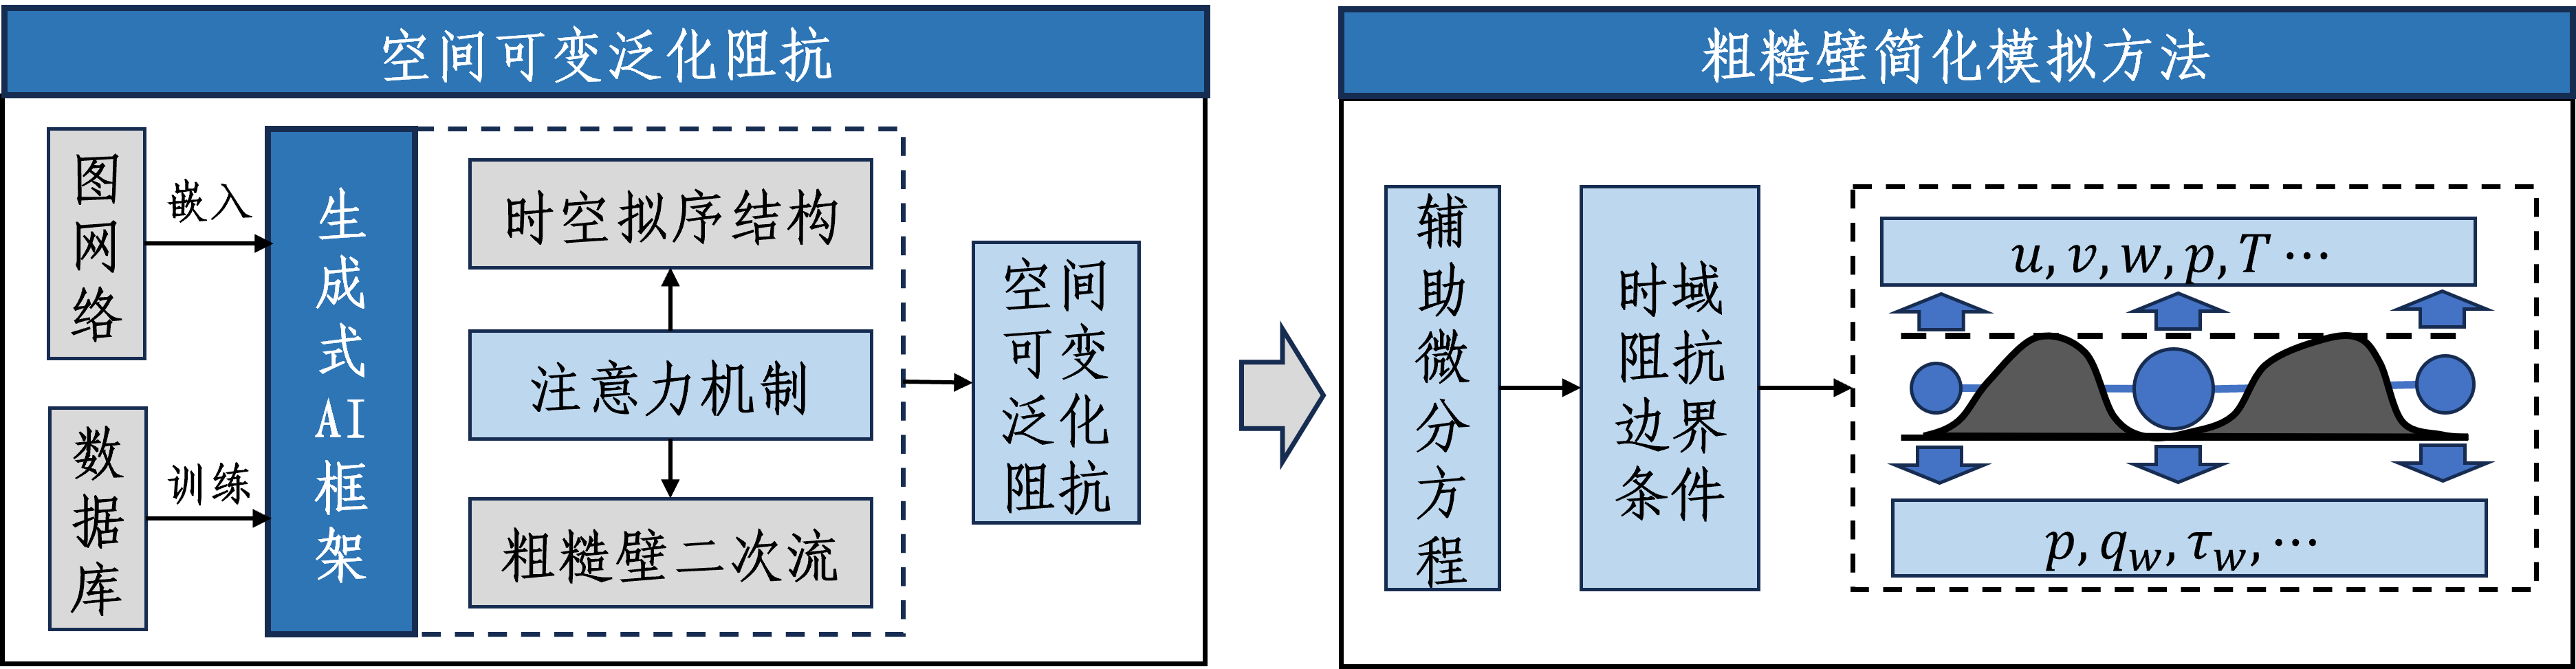 空间可变泛化阻抗
图网络
嵌入
数据库
训练
生成式AI框架
时空拟序结构
注意力机制
粗糙壁二次流
空间
可变
泛化
阻抗
粗糙壁简化模拟方法
辅助微分方程
时域
阻抗
边界
条件
u, v, w, p, T ⋯
p, q_w, τ_w, ⋯